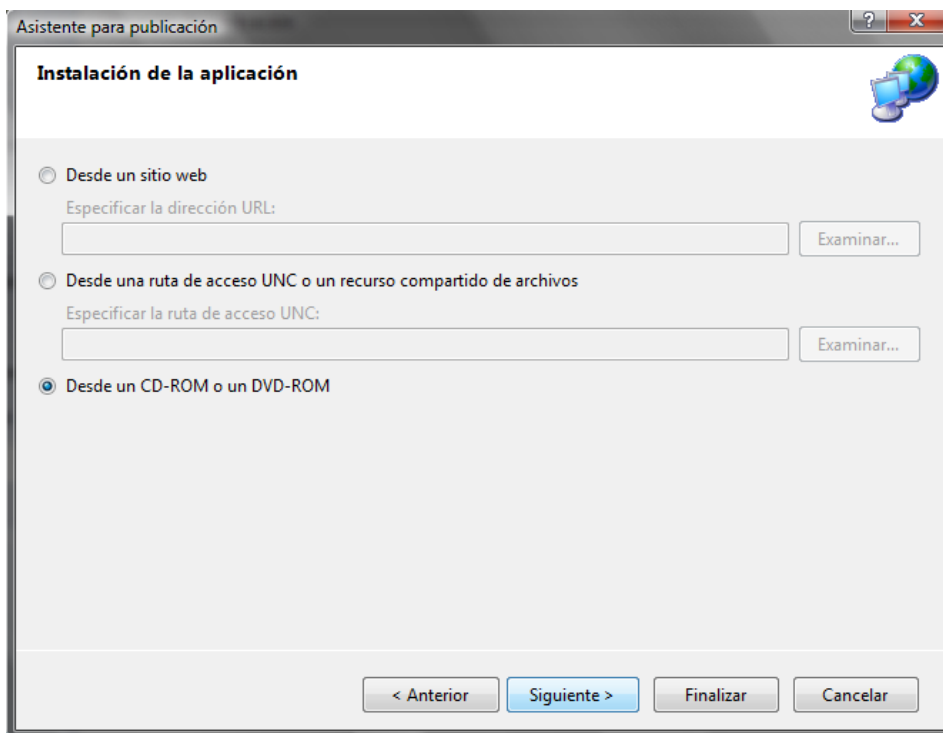 Asistente para publicación
?
Instalación de la aplicación
Desde un sitio web
Especificar la dirección URL:
Examinar...
Desde una ruta de acceso UNC o un recurso compartido de archivos
Especificar la ruta de acceso UNC:
Examinar...
Desde un CD-ROM o un DVD-ROM
< Anterior
Siguiente >
Finalizar
Cancelar